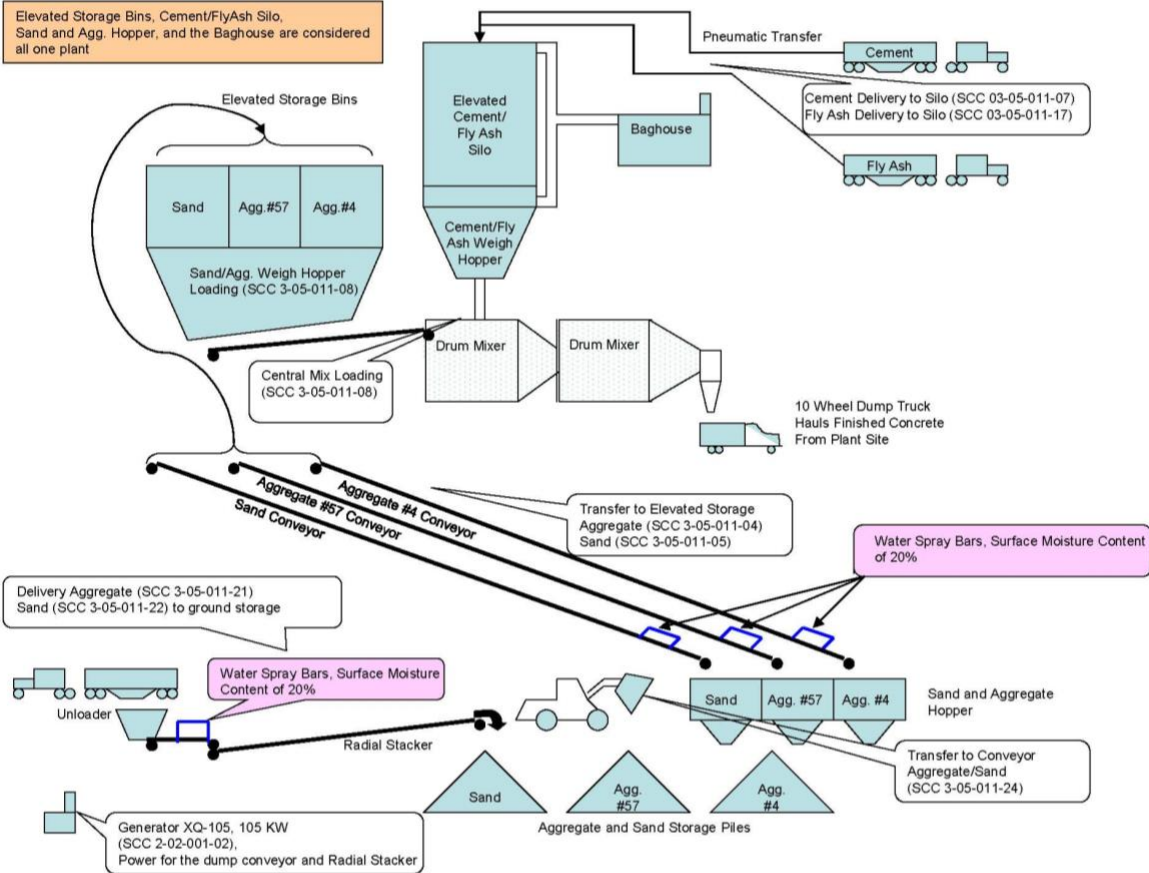 Elevated Storage Bins, Cement/FlyAsh Silo,
Sand and Agg. Hopper, and the Baghouse are considered
all one plant
Pneumatic Transfer
Cement
Cement Delivery to Silo (SCC 03-05-011-07)
Fly Ash Delivery to Silo (SCC 03-05-011-17)
Fly Ash
Elevated Storage Bins
Elevated
Cement/
Fly Ash
Silo
Baghouse
Sand
Agg.#57
Agg.#4
Sand/Agg. Weigh Hopper
Loading (SCC 3-05-011-08)
Cement/Fly
Ash Weigh
Hopper
Drum Mixer
Drum Mixer
Central Mix Loading
(SCC 3-05-011-08)
10 Wheel Dump Truck
Hauls Finished Concrete
From Plant Site
Aggregate #4 Conveyor
Aggregate #57 Conveyor
Sand Conveyor
Transfer to Elevated Storage
Aggregate (SCC 3-05-011-04)
Sand (SCC 3-05-011-05)
Water Spray Bars, Surface Moisture Content
of 20%
Delivery Aggregate (SCC 3-05-011-21)
Sand (SCC 3-05-011-22) to ground storage
Water Spray Bars, Surface Moisture
Content of 20%
Unloader
Radial Stacker
Sand
Agg. #57
Agg. #4
Sand and Aggregate
Hopper
Transfer to Conveyor
Aggregate/Sand
(SCC 3-05-011-24)
Sand
Agg.
#57
Agg.
#4
Aggregate and Sand Storage Piles
Generator XQ-105, 105 KW
(SCC 2-02-001-02),
Power for the dump conveyor and Radial Stacker